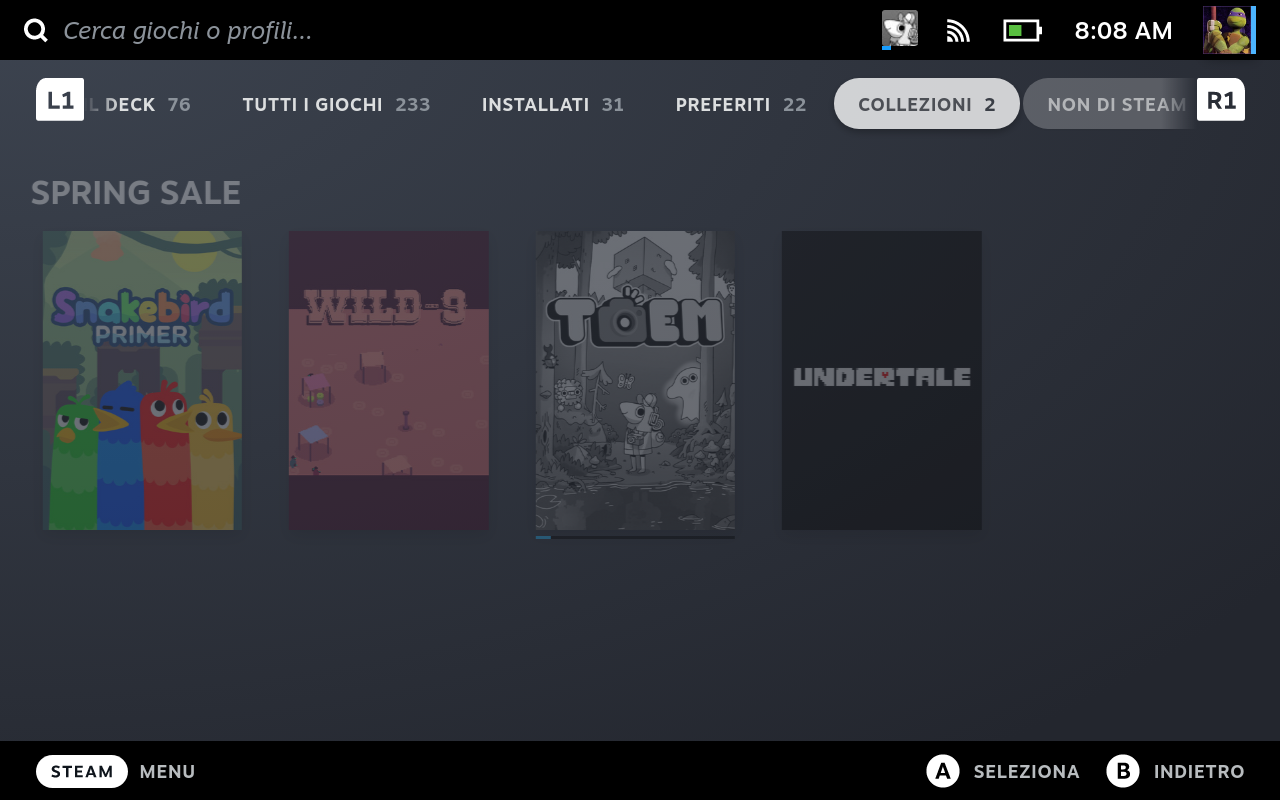 Cerca giochi o profili...
8:08 AM
L1
L DECK 76
TUTTI I GIOCHI 233
INSTALLATI 31
PREFERITI 22
COLLEZIONI 2
NON DI STEAM
R1
SPRING SALE
Snakebird
PRIMER
WILD-9
TOEM
UNDERTALE
STEAM MENU
A SELEZIONA
B INDIETRO